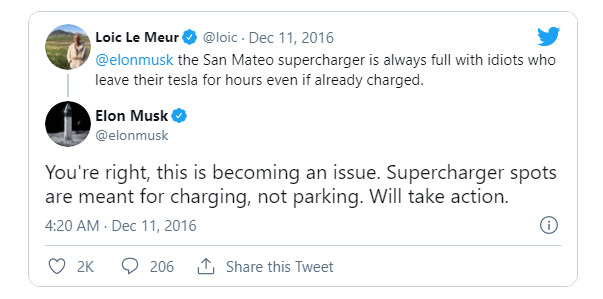 Loic Le Meur @loic · Dec 11, 2016
@elonmusk the San Mateo supercharger is always full with idiots who
leave their tesla for hours even if already charged.
Elon Musk
@elonmusk
You're right, this is becoming an issue. Supercharger spots
are meant for charging, not parking. Will take action.
4:20 AM · Dec 11, 2016
2K 206 Share this Tweet